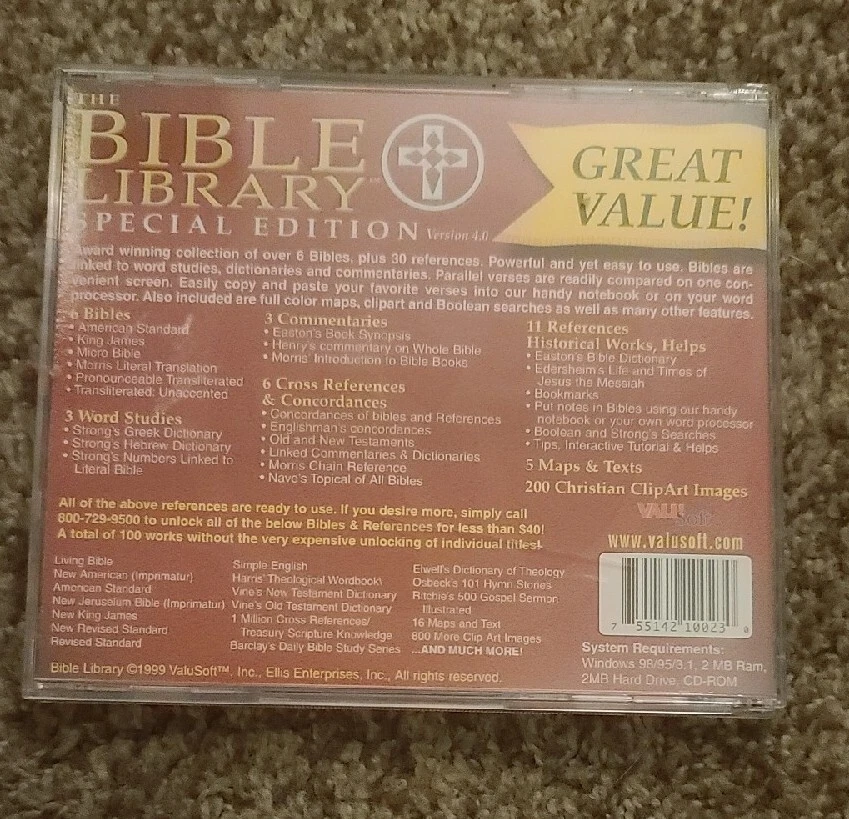 THE
BIBLE
LIBRARY
SPECIAL EDITION Version 4.0
GREAT
VALUE!
Award winning collection of over 6 Bibles, plus 30 references. Powerful and yet easy to use. Bibles are
linked to word studies, dictionaries and commentaries. Parallel verses are readily compared on one con-
venient screen. Easily copy and paste your favorite verses into our handy notebook or on your word
processor. Also included are full color maps, clipart and Boolean searches as well as many other features.
6 Bibles
• American Standard
• King James
• Micro Bible
• Morris Literal Translation
• Pronounceable Transliterated
• Transliterated: Unaccented
3 Word Studies
• Strong's Greek Dictionary
• Strong's Hebrew Dictionary
• Strong's Numbers Linked to
Literal Bible
3 Commentaries
• Easton's Book Synopsis
• Henry's commentary on Whole Bible
• Morris' Introduction to Bible Books
6 Cross References
& Concordances
• Concordances of bibles and References
• Englishman's concordances
• Old and New Testaments
• Linked Commentaries & Dictionaries
• Morris Chain Reference
• Nave's Topical of All Bibles
11 References
Historical Works, Helps
• Easton's Bible Dictionary
• Edersheim's Life and Times of
Jesus the Messiah
• Bookmarks
• Put notes in Bibles using our handy
notebook or your own word processor
• Boolean and Strong's Searches
• Tips, Interactive Tutorial & Helps
5 Maps & Texts
200 Christian ClipArt Images
All of the above references are ready to use. If you desire more, simply call
800-729-9500 to unlock all of the below Bibles & References for less than $40!
A total of 100 works without the very expensive unlocking of individual titles!
VALU
Soft
www.valusoft.com
Living Bible
New American (Imprimatur)
American Standard
New Jerusalem Bible (Imprimatur)
New King James
New Revised Standard
Revised Standard
Simple English
Harris' Theological Wordbook
Vine's New Testament Dictionary
Vine's Old Testament Dictionary
1 Million Cross References/
Treasury Scripture Knowledge
Barclay's Daily Bible Study Series
Elwell's Dictionary of Theology
Osbeck's 101 Hymn Stories
Ritchie's 500 Gospel Sermon
Illustrated
16 Maps and Text
800 More Clip Art Images
...AND MUCH MORE!
7 55142 10023 0
System Requirements:
Windows 98/95/3.1, 2 MB Ram,
2MB Hard Drive, CD-ROM
Bible Library ©1999 ValuSoft™, Inc., Ellis Enterprises, Inc., All rights reserved.